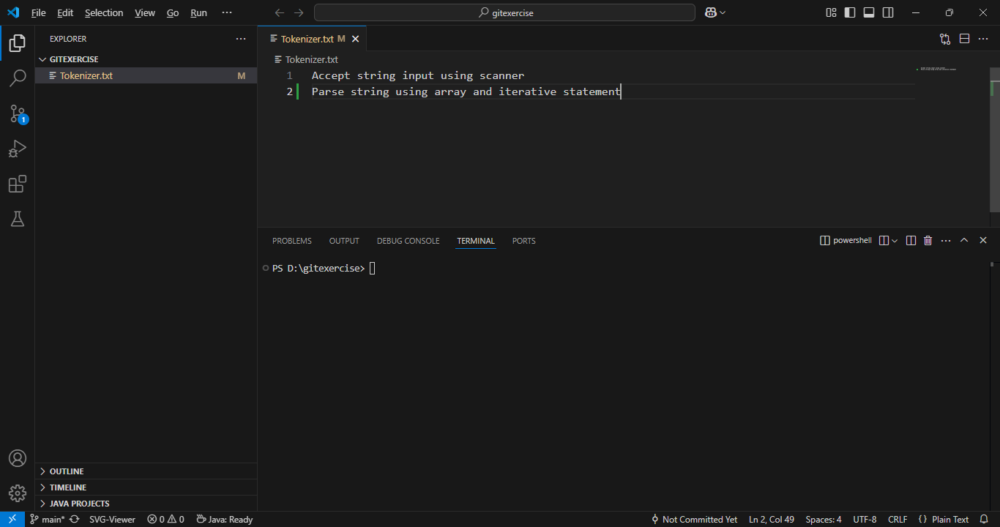 File Edit Selection View Go Run ···
gitexercise
EXPLORER ···
Tokenizer.txt M
GITEXERCISE
Tokenizer.txt M
Tokenizer.txt
1 Accept string input using scanner
2 Parse string using array and iterative statement
PROBLEMS OUTPUT DEBUG CONSOLE TERMINAL PORTS
powershell
PS D:\gitexercise>
1
OUTLINE
TIMELINE
JAVA PROJECTS
main* SVG-Viewer 0 0 Java: Ready Not Committed Yet Ln 2, Col 49 Spaces: 4 UTF-8 CRLF {} Plain Text